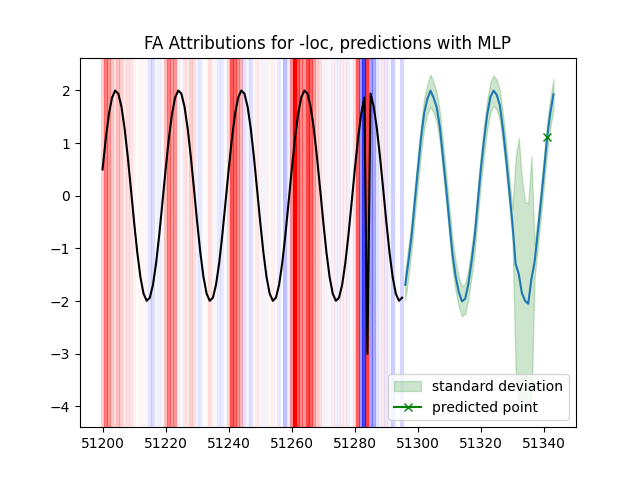 FA Attributions for -loc, predictions with MLP
2
1
0
−1
−2
−3
−4
standard deviation
predicted point
51200 51220 51240 51260 51280 51300 51320 51340